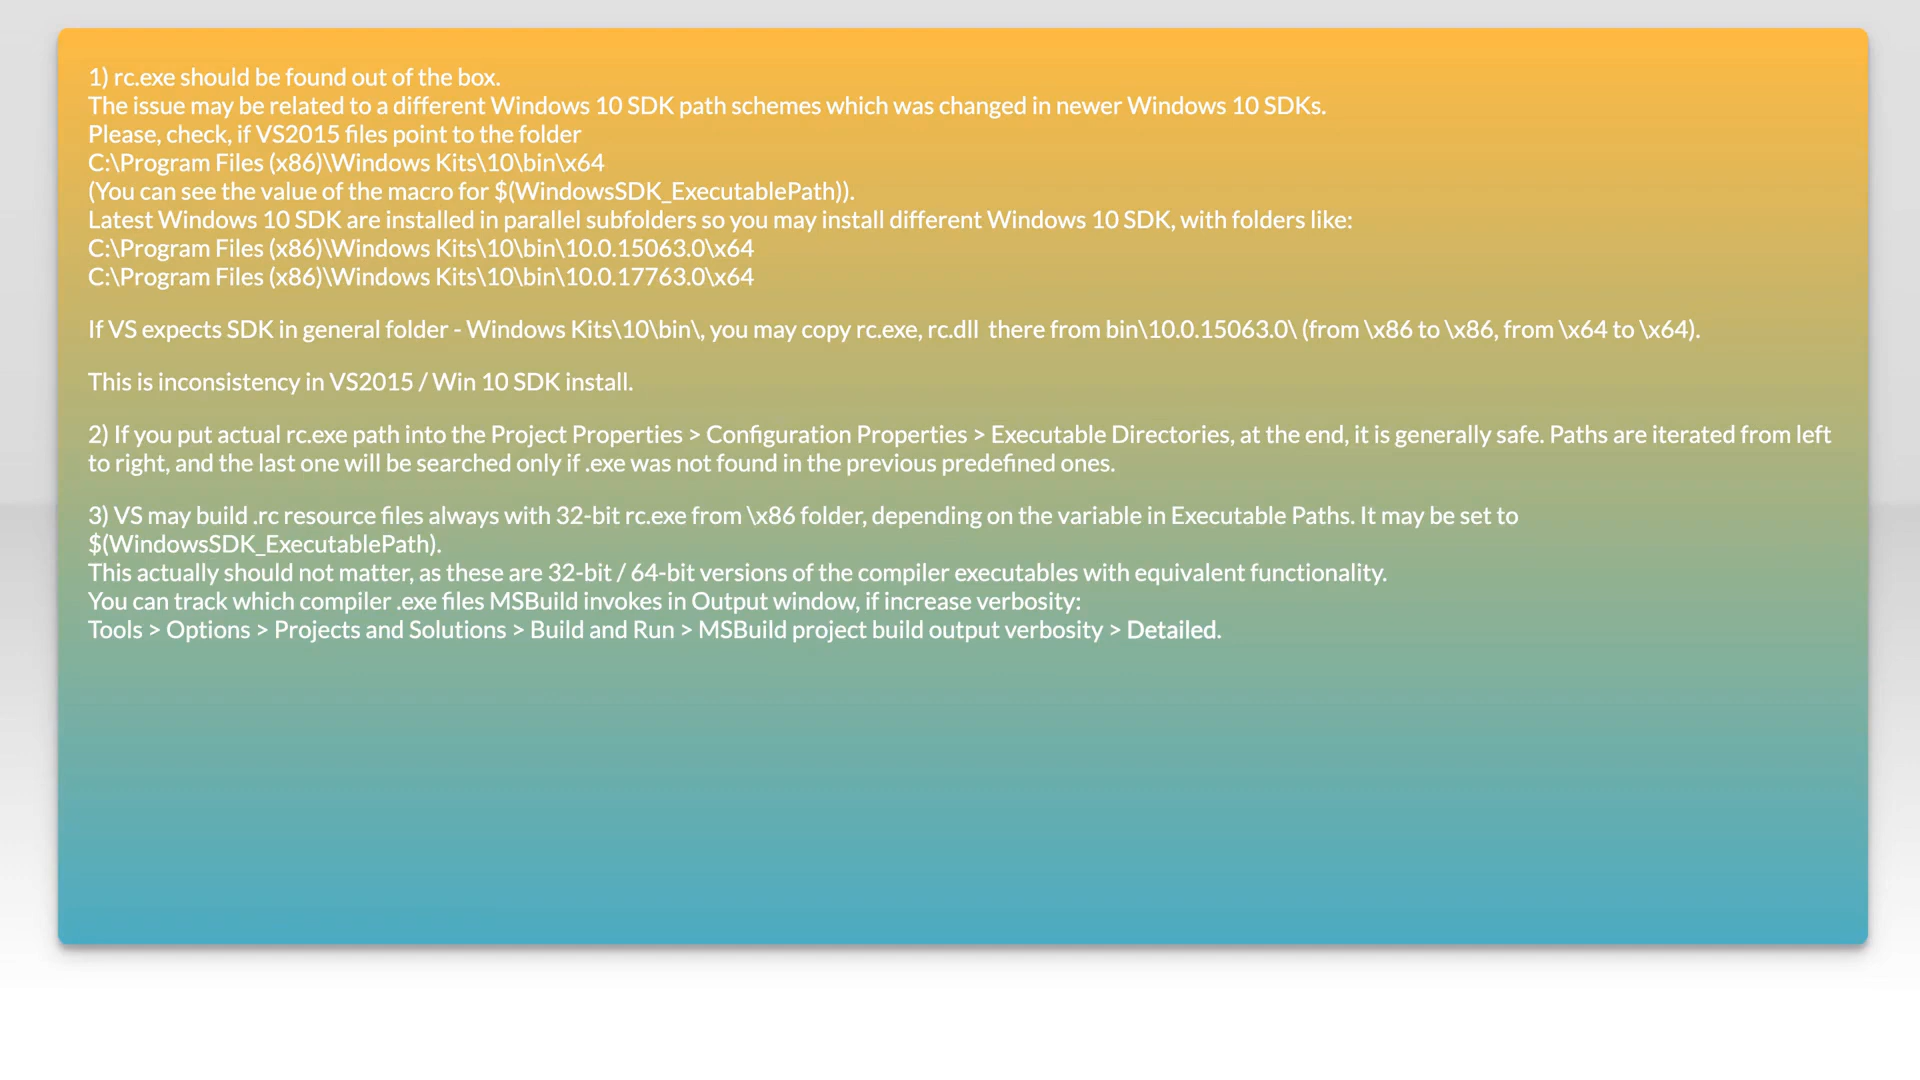 1) rc.exe should be found out of the box.
The issue may be related to a different Windows 10 SDK path schemes which was changed in newer Windows 10 SDKs.
Please, check, if VS2015 files point to the folder
C:\Program Files (x86)\Windows Kits\10\bin\x64
(You can see the value of the macro for $(WindowsSDK_ExecutablePath)).
Latest Windows 10 SDK are installed in parallel subfolders so you may install different Windows 10 SDK, with folders like:
C:\Program Files (x86)\Windows Kits\10\bin\10.0.15063.0\x64
C:\Program Files (x86)\Windows Kits\10\bin\10.0.17763.0\x64
If VS expects SDK in general folder - Windows Kits\10\bin\, you may copy rc.exe, rc.dll  there from bin\10.0.15063.0\ (from \x86 to \x86, from \x64 to \x64).
This is inconsistency in VS2015 / Win 10 SDK install.
2) If you put actual rc.exe path into the Project Properties > Configuration Properties > Executable Directories, at the end, it is generally safe. Paths are iterated from left
to right, and the last one will be searched only if .exe was not found in the previous predefined ones.
3) VS may build .rc resource files always with 32-bit rc.exe from \x86 folder, depending on the variable in Executable Paths. It may be set to
$(WindowsSDK_ExecutablePath).
This actually should not matter, as these are 32-bit / 64-bit versions of the compiler executables with equivalent functionality.
You can track which compiler .exe files MSBuild invokes in Output window, if increase verbosity:
Tools > Options > Projects and Solutions > Build and Run > MSBuild project build output verbosity > Detailed.